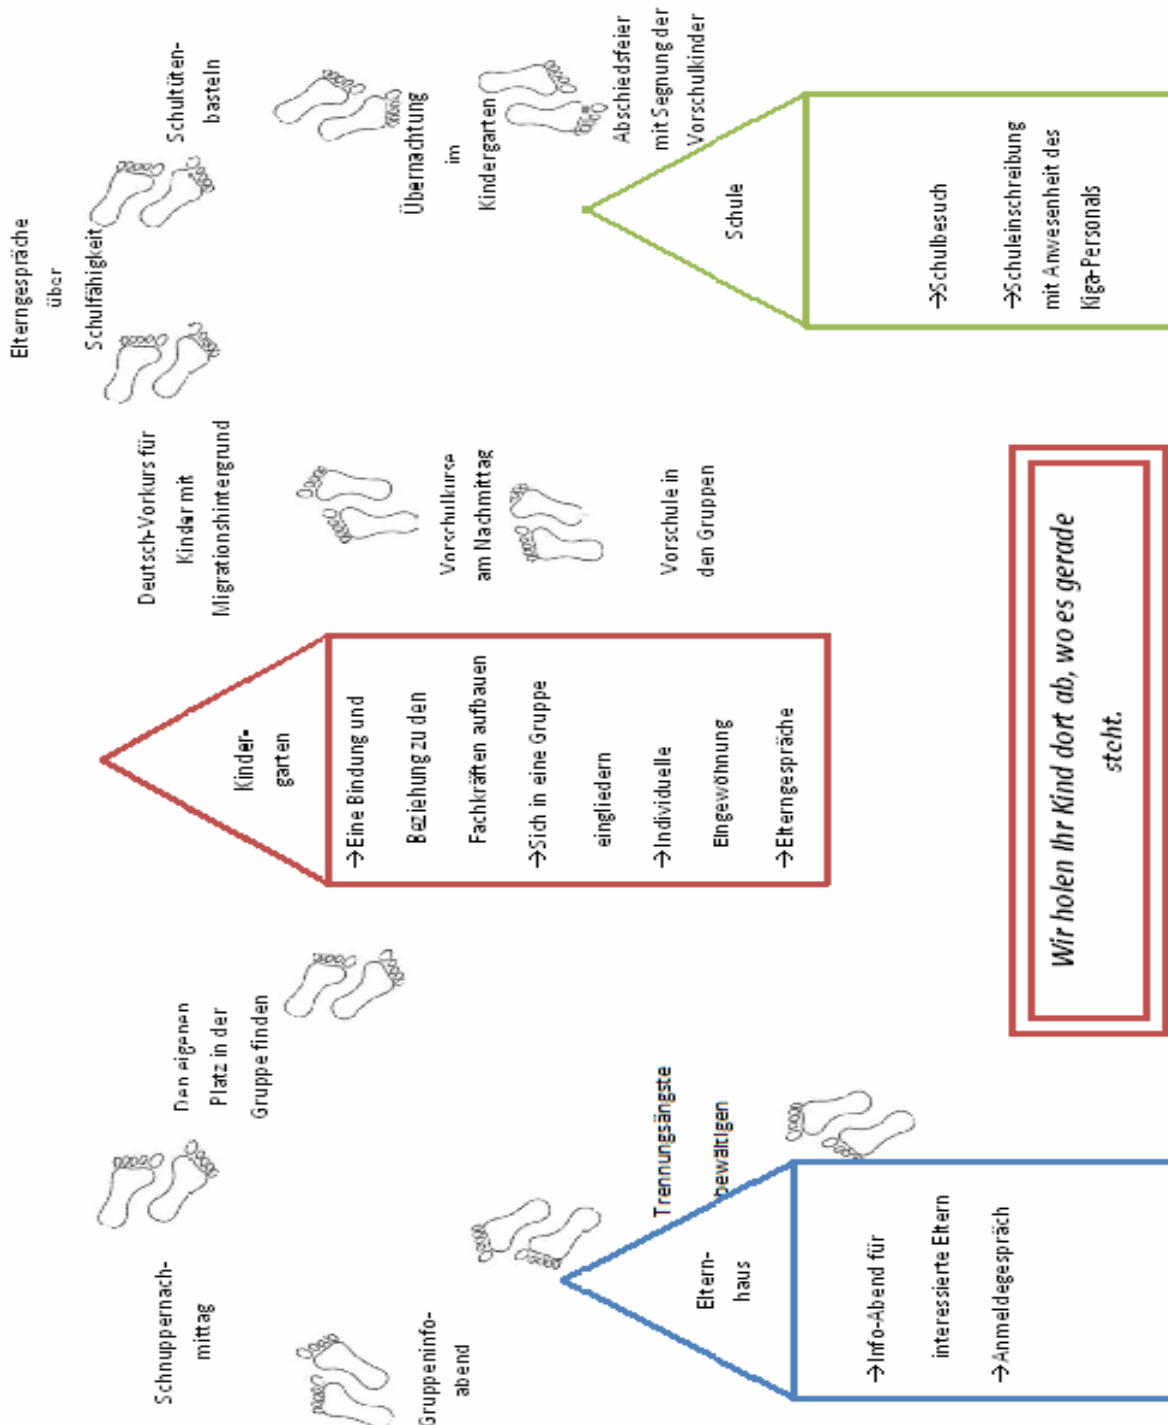 Gruppeninfo-
abend
Schnuppernach-
mittag
Trennungsängste
bewältigen
Den eigenen
Platz in der
Gruppe finden
Eltern-
haus
→Info-Abend für
interessierte Eltern
→Anmeldegespräch
Kinder-
garten
→Eine Bindung und
Beziehung zu den
Fachkräften aufbauen
→Sich in eine Gruppe
eingliedern
→Individuelle
Eingewöhnung
→Elterngespräche
Vorschule in
den Gruppen
Vorschulkurse
am Nachmittag
Deutsch-Vorkurs für
Kinder mit
Migrationshintergrund
Elterngespräche
über
Schulfähigkeit
Schultüten-
basteln
Übernachtung
im
Kindergarten
Abschiedsfeier
mit Segnung der
Vorschulkinder
Schule
→Schulbesuch
→Schuleinschreibung
mit Anwesenheit des
Kiga-Personals
Wir holen Ihr Kind dort ab, wo es gerade
steht.